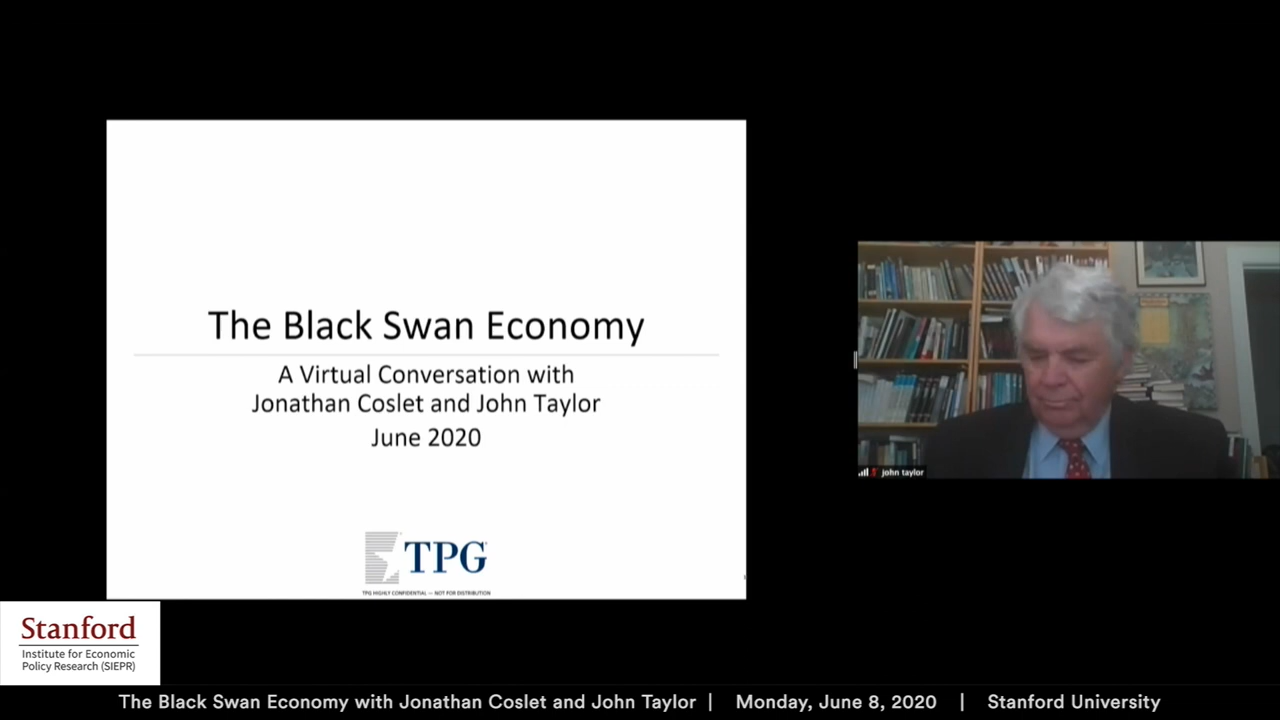 The Black Swan Economy
A Virtual Conversation with
Jonathan Coslet and John Taylor
June 2020
TPG
TPG HIGHLY CONFIDENTIAL — NOT FOR DISTRIBUTION
john taylor
Stanford
Institute for Economic
Policy Research (SIEPR)
The Black Swan Economy with Jonathan Coslet and John Taylor | Monday, June 8, 2020 | Stanford University